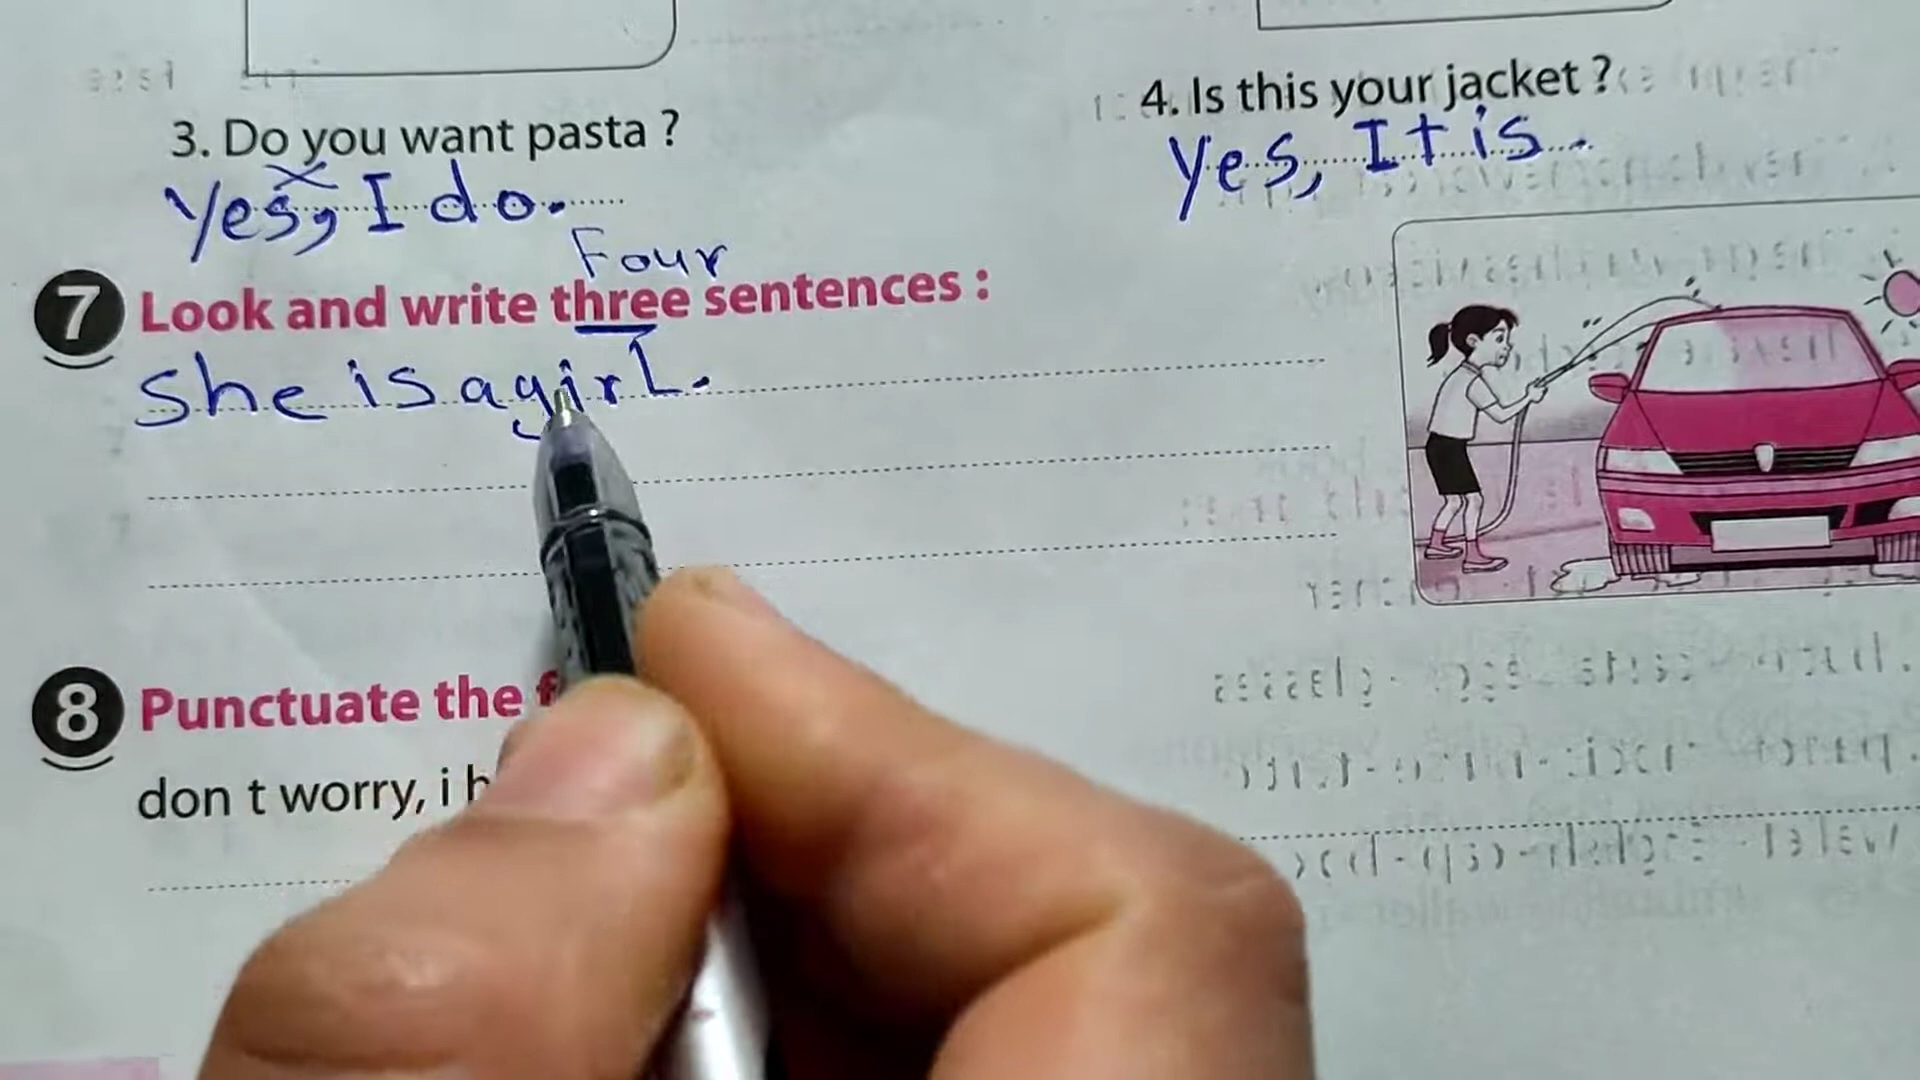 3. Do you want pasta ?
Yes, I do.
4. Is this your jacket ?
Yes, It is.
Four
7 Look and write three sentences :
She is a girl.
8 Punctuate the
don t worry, i